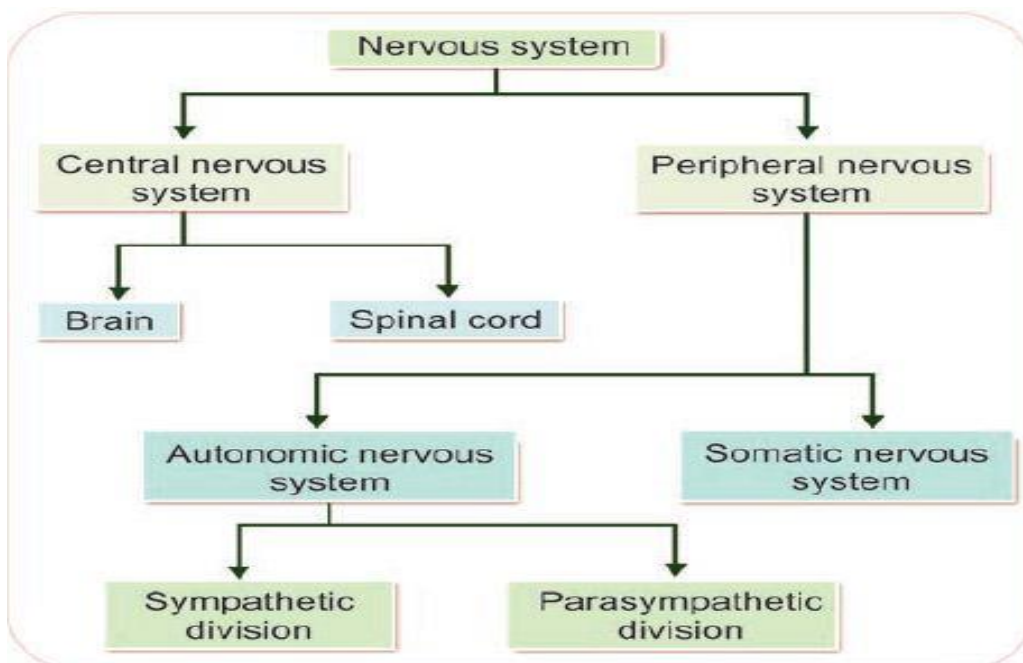 Nervous system
Central nervous
system
Peripheral nervous
system
Brain
Spinal cord
Autonomic nervous
system
Somatic nervous
system
Sympathetic
division
Parasympathetic
division